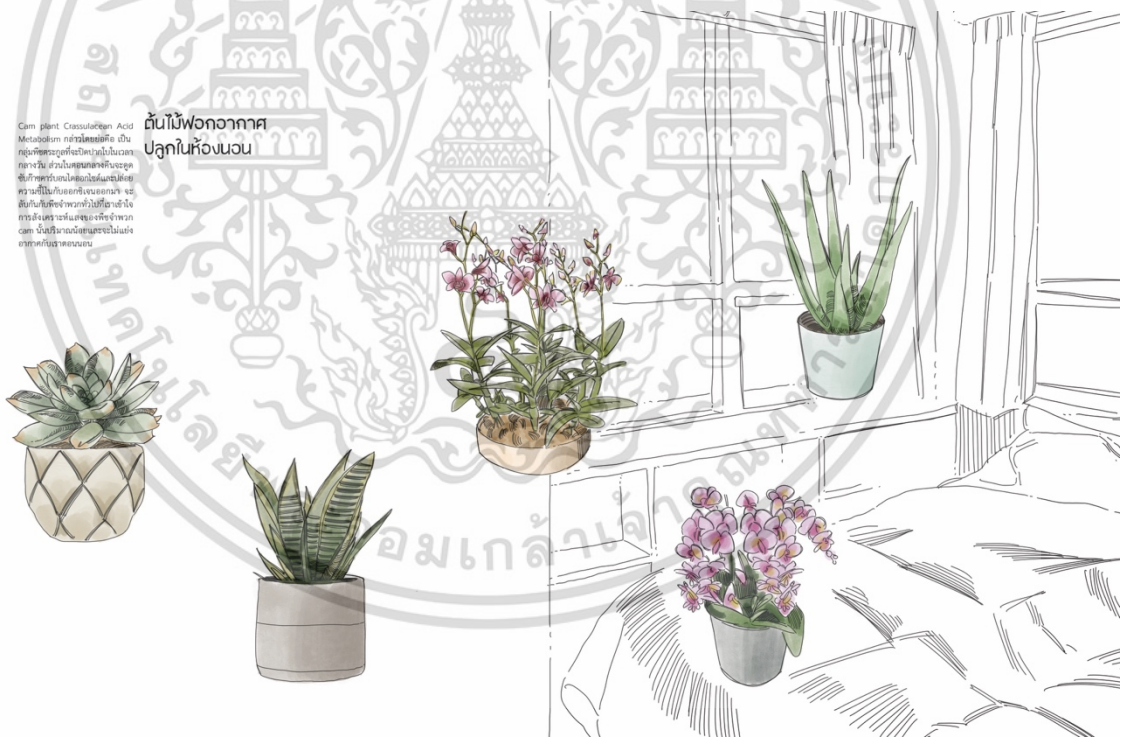 Cam plant Crassulacean Acid
Metabolism กล่าวโดยย่อคือ เป็น
กลุ่มพืชตระกูลที่จะปิดปากใบในเวลา
กลางวัน ส่วนในตอนกลางคืนจะดูด
ซับก๊าซคาร์บอนไดออกไซด์และปล่อย
ความชื้นกับออกซิเจนออกมา จะ
สับกันกับพืชจำพวกทั่วไปที่เราเข้าใจ
การสังเคราะห์แสงของพืชจำพวก
cam นั้นปริมาณน้อยและจะไม่แย่ง
อากาศกับเราตอนนอน
ต้นไม้ฟอกอากาศ
ปลูกในห้องนอน